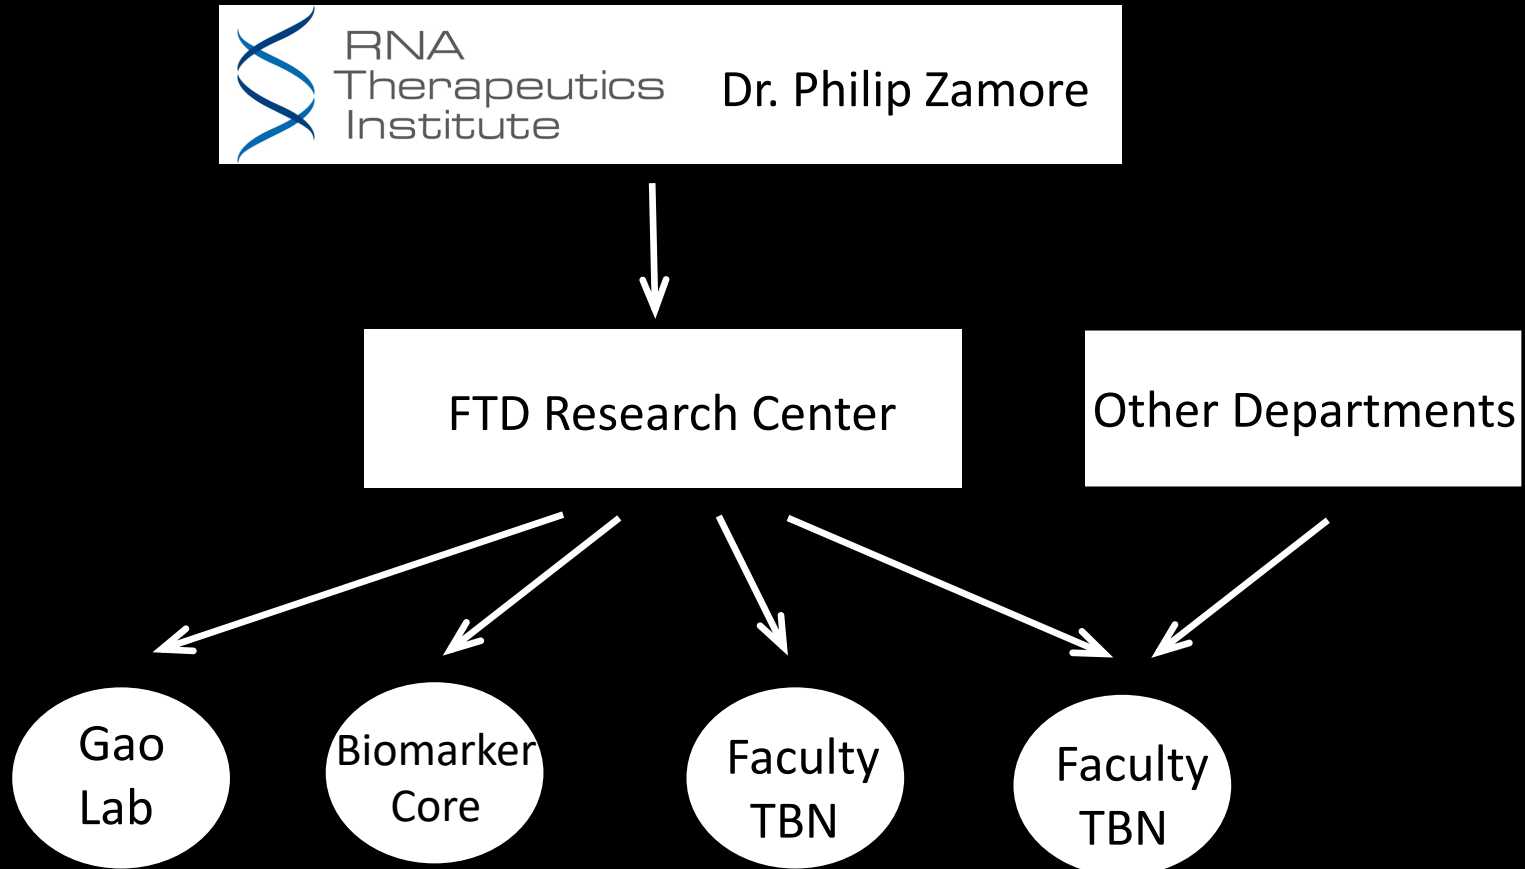 RNA
Therapeutics
Institute
Dr. Philip Zamore
FTD Research Center
Other Departments
Gao
Lab
Biomarker
Core
Faculty
TBN
Faculty
TBN